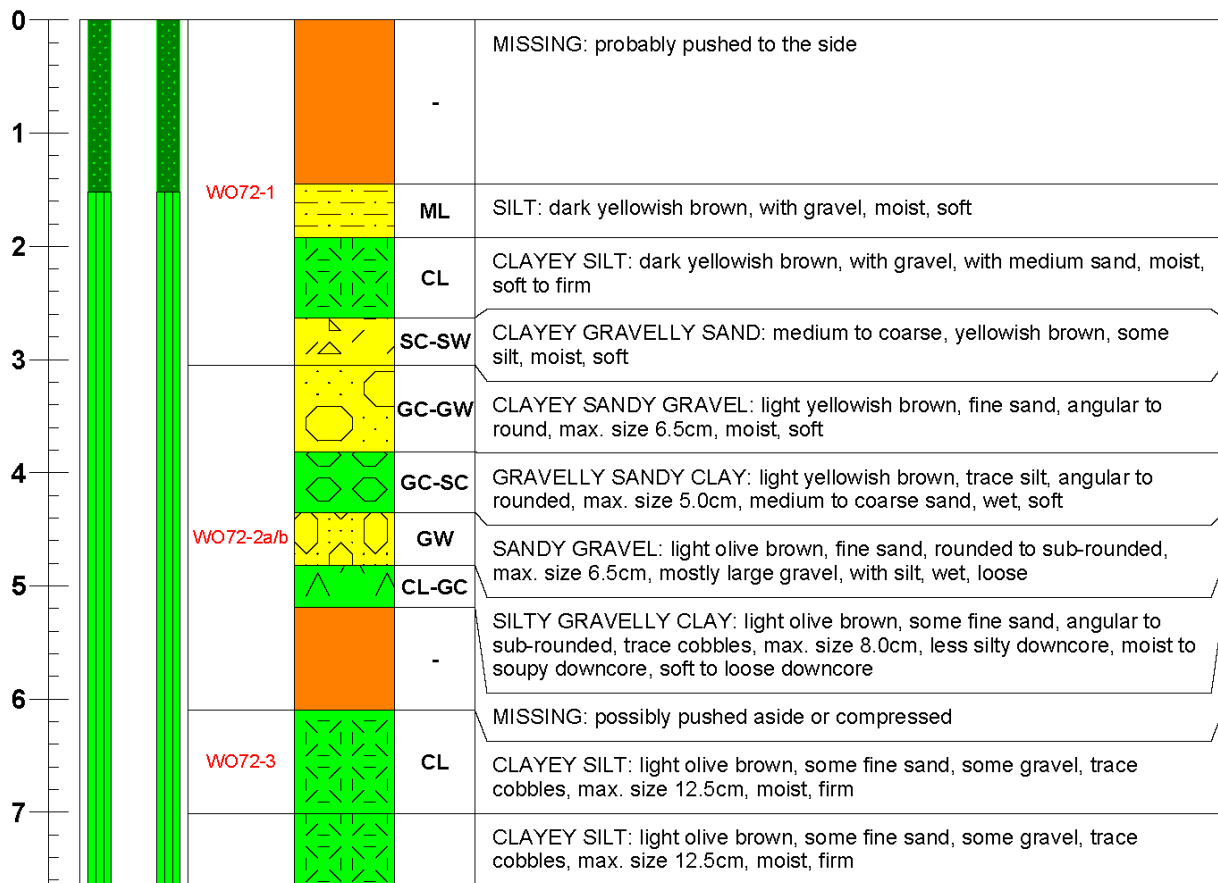 0
MISSING: probably pushed to the side
-
1
WO72-1
ML
SILT: dark yellowish brown, with gravel, moist, soft
2
CL
CLAYEY SILT: dark yellowish brown, with gravel, with medium sand, moist,
soft to firm
SC-SW
CLAYEY GRAVELLY SAND: medium to coarse, yellowish brown, some
silt, moist, soft
3
GC-GW
CLAYEY SANDY GRAVEL: light yellowish brown, fine sand, angular to
round, max. size 6.5cm, moist, soft
4
GC-SC
GRAVELLY SANDY CLAY: light yellowish brown, trace silt, angular to
rounded, max. size 5.0cm, medium to coarse sand, wet, soft
WO72-2a/b
GW
SANDY GRAVEL: light olive brown, fine sand, rounded to sub-rounded,
max. size 6.5cm, mostly large gravel, with silt, wet, loose
5
CL-GC
SILTY GRAVELLY CLAY: light olive brown, some fine sand, angular to
sub-rounded, trace cobbles, max. size 8.0cm, less silty downcore, moist to
soupy downcore, soft to loose downcore
-
6
MISSING: possibly pushed aside or compressed
WO72-3
CL
CLAYEY SILT: light olive brown, some fine sand, some gravel, trace
cobbles, max. size 12.5cm, moist, firm
7
CLAYEY SILT: light olive brown, some fine sand, some gravel, trace
cobbles, max. size 12.5cm, moist, firm